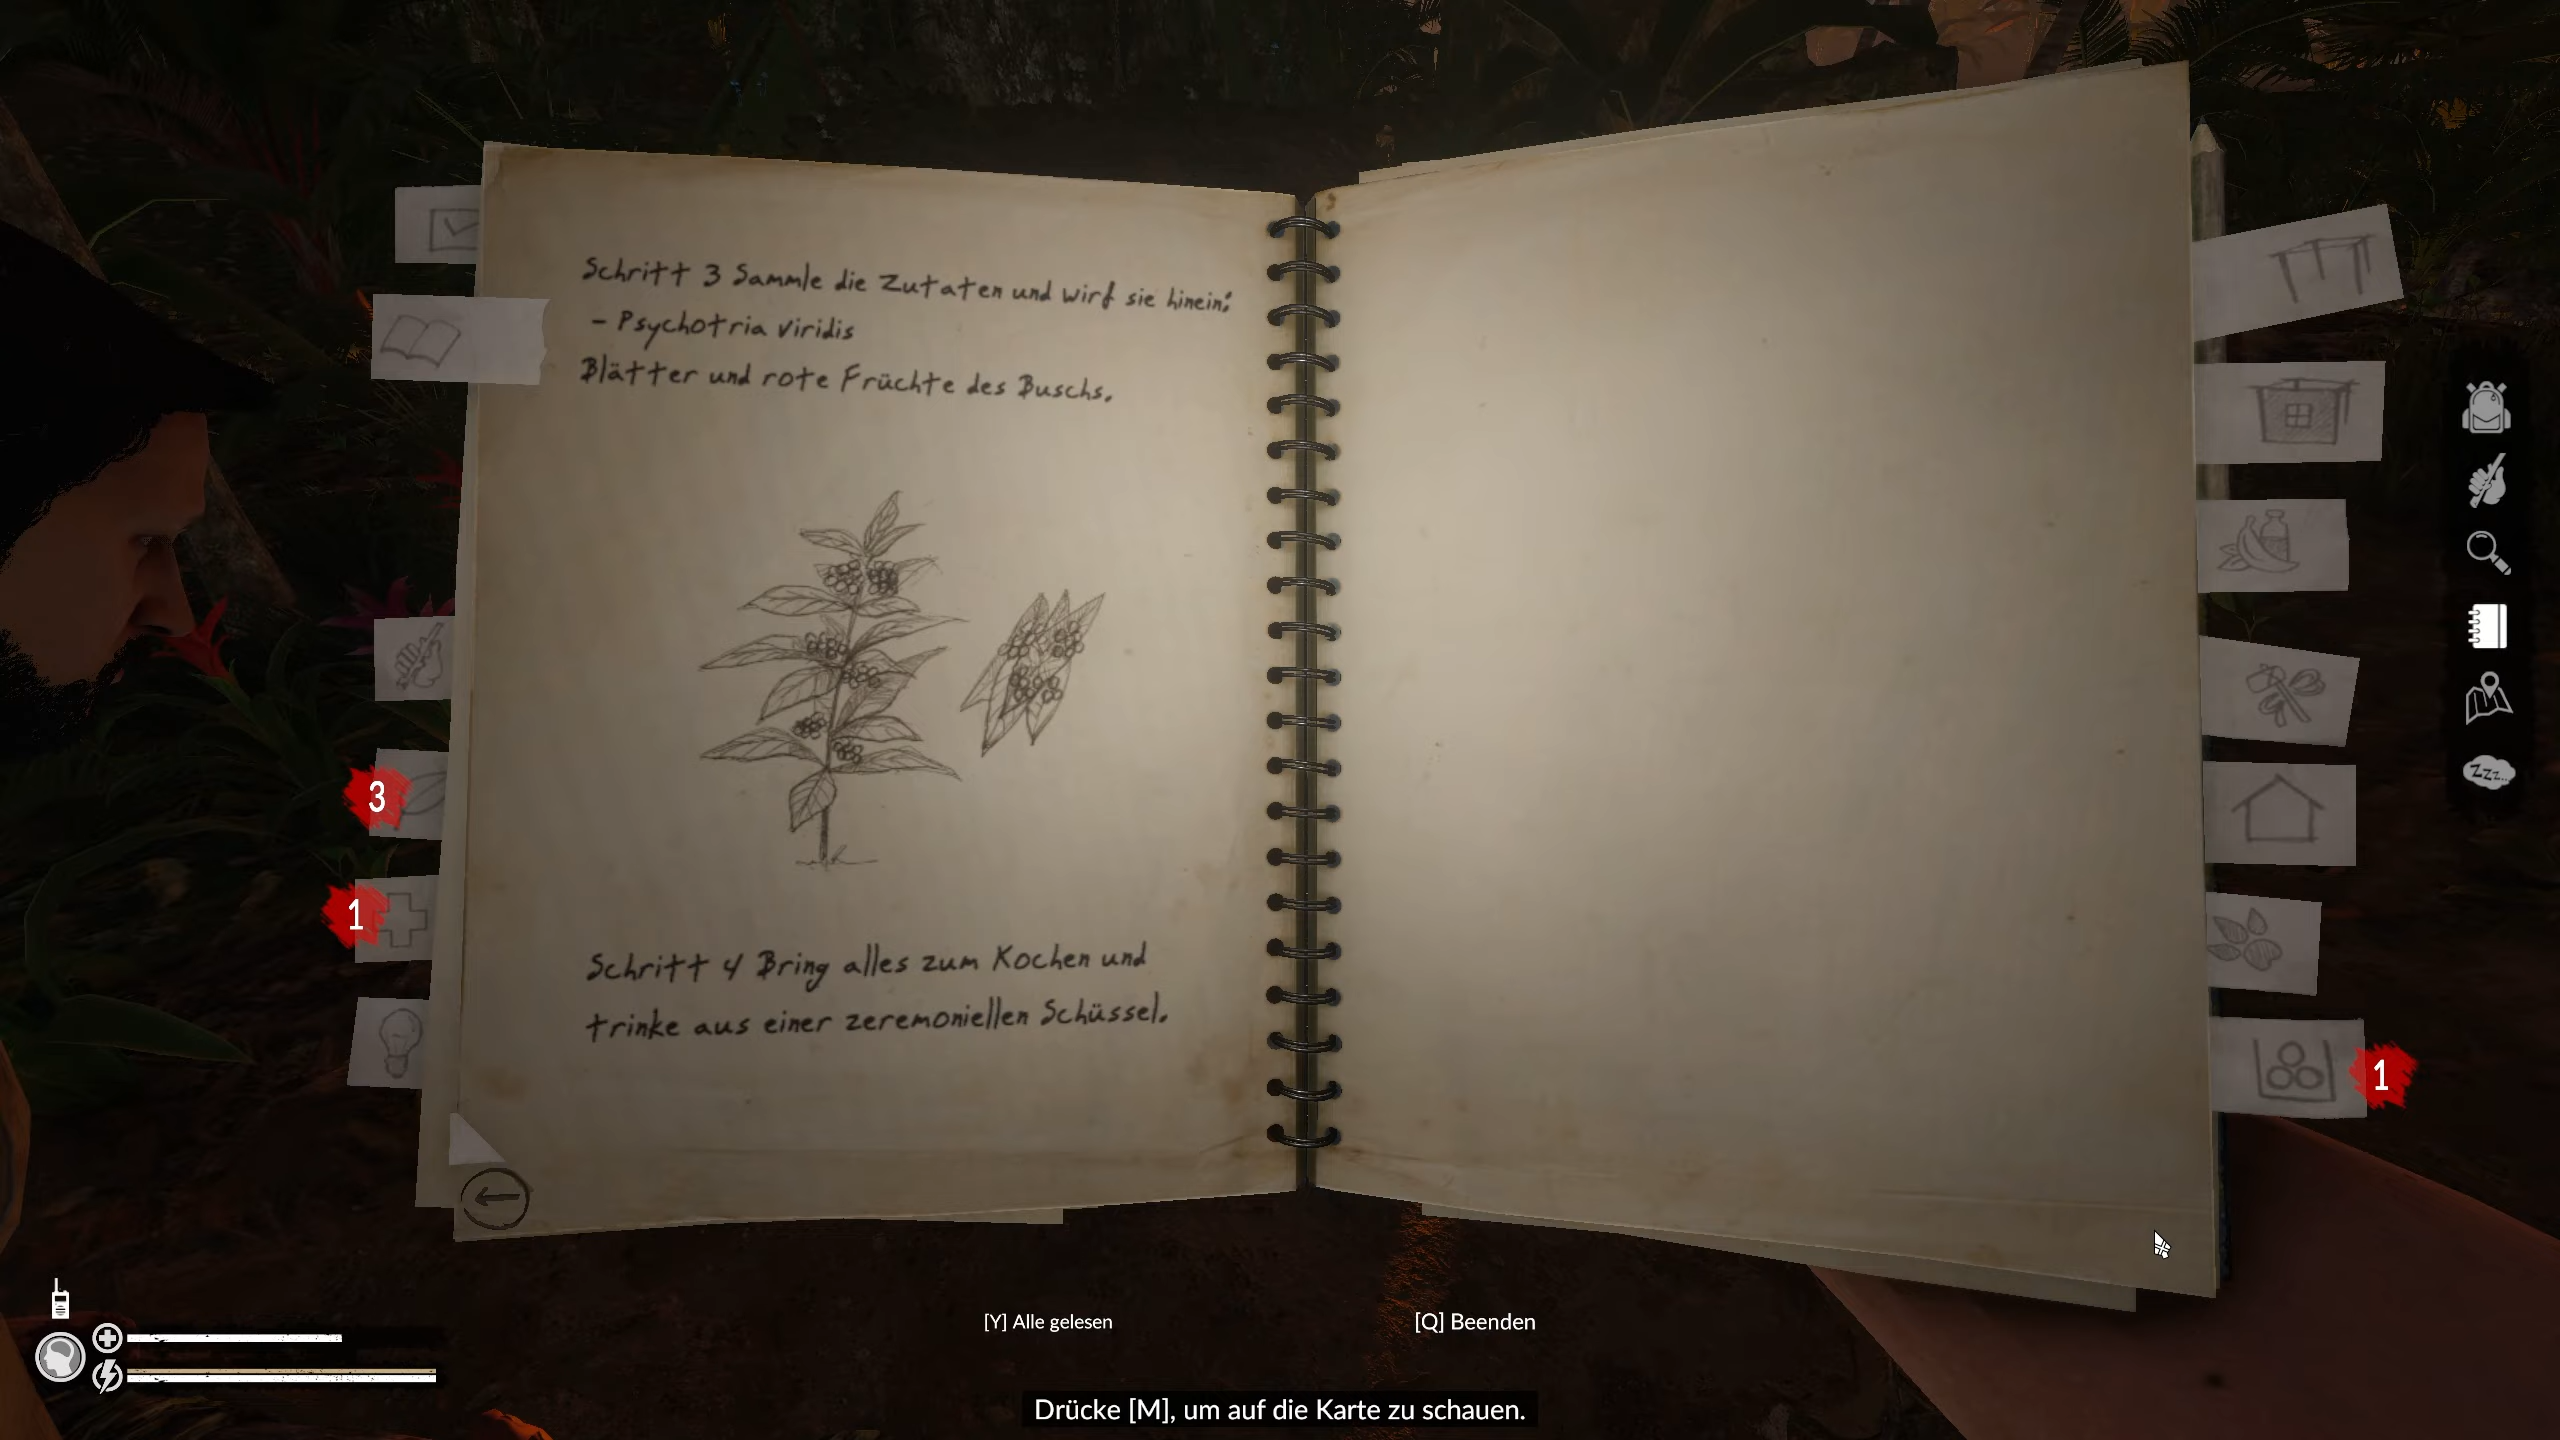 Schritt 3 Sammle die Zutaten und wirf sie hinein:
- Psychotria viridis
Blätter und rote Früchte des Buschs.
Schritt 4 Bring alles zum Kochen und
trinke aus einer zeremoniellen Schüssel.
3
1
1
Zzz...
[Y] Alle gelesen
[Q] Beenden
Drücke [M], um auf die Karte zu schauen.